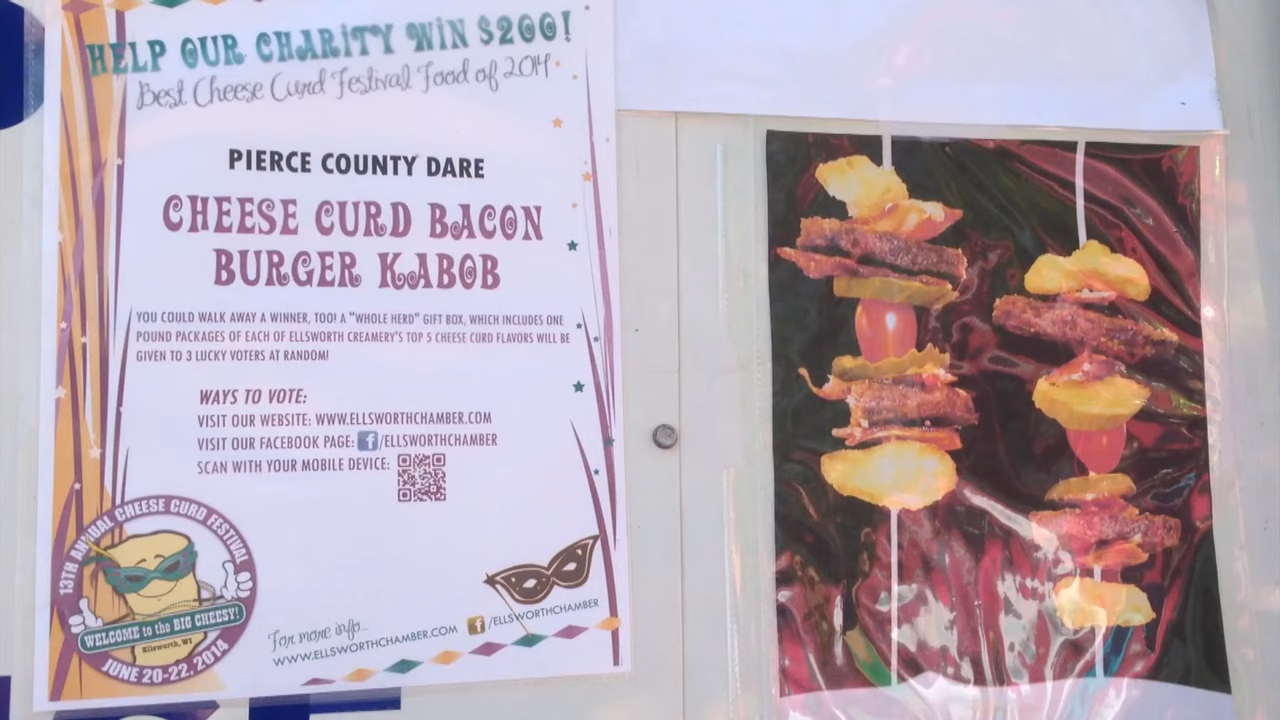 HELP OUR CHARITY WIN $200!
Best Cheese Curd Festival Food of 2014
PIERCE COUNTY DARE
CHEESE CURD BACON
BURGER KABOB
YOU COULD WALK AWAY A WINNER, TOO! A "WHOLE HERD" GIFT BOX, WHICH INCLUDES ONE
POUND PACKAGES OF EACH OF ELLSWORTH CREAMERY'S TOP 5 CHEESE CURD FLAVORS WILL BE
GIVEN TO 3 LUCKY VOTERS AT RANDOM!
WAYS TO VOTE:
VISIT OUR WEBSITE: WWW.ELLSWORTHCHAMBER.COM
VISIT OUR FACEBOOK PAGE: f/ELLSWORTHCHAMBER
SCAN WITH YOUR MOBILE DEVICE:
13TH ANNUAL CHEESE CURD FESTIVAL
WELCOME to the BIG CHEESY!
Ellsworth, WI
JUNE 20-22, 2014
For more info...
WWW.ELLSWORTHCHAMBER.COM f/ELLSWORTHCHAMBER